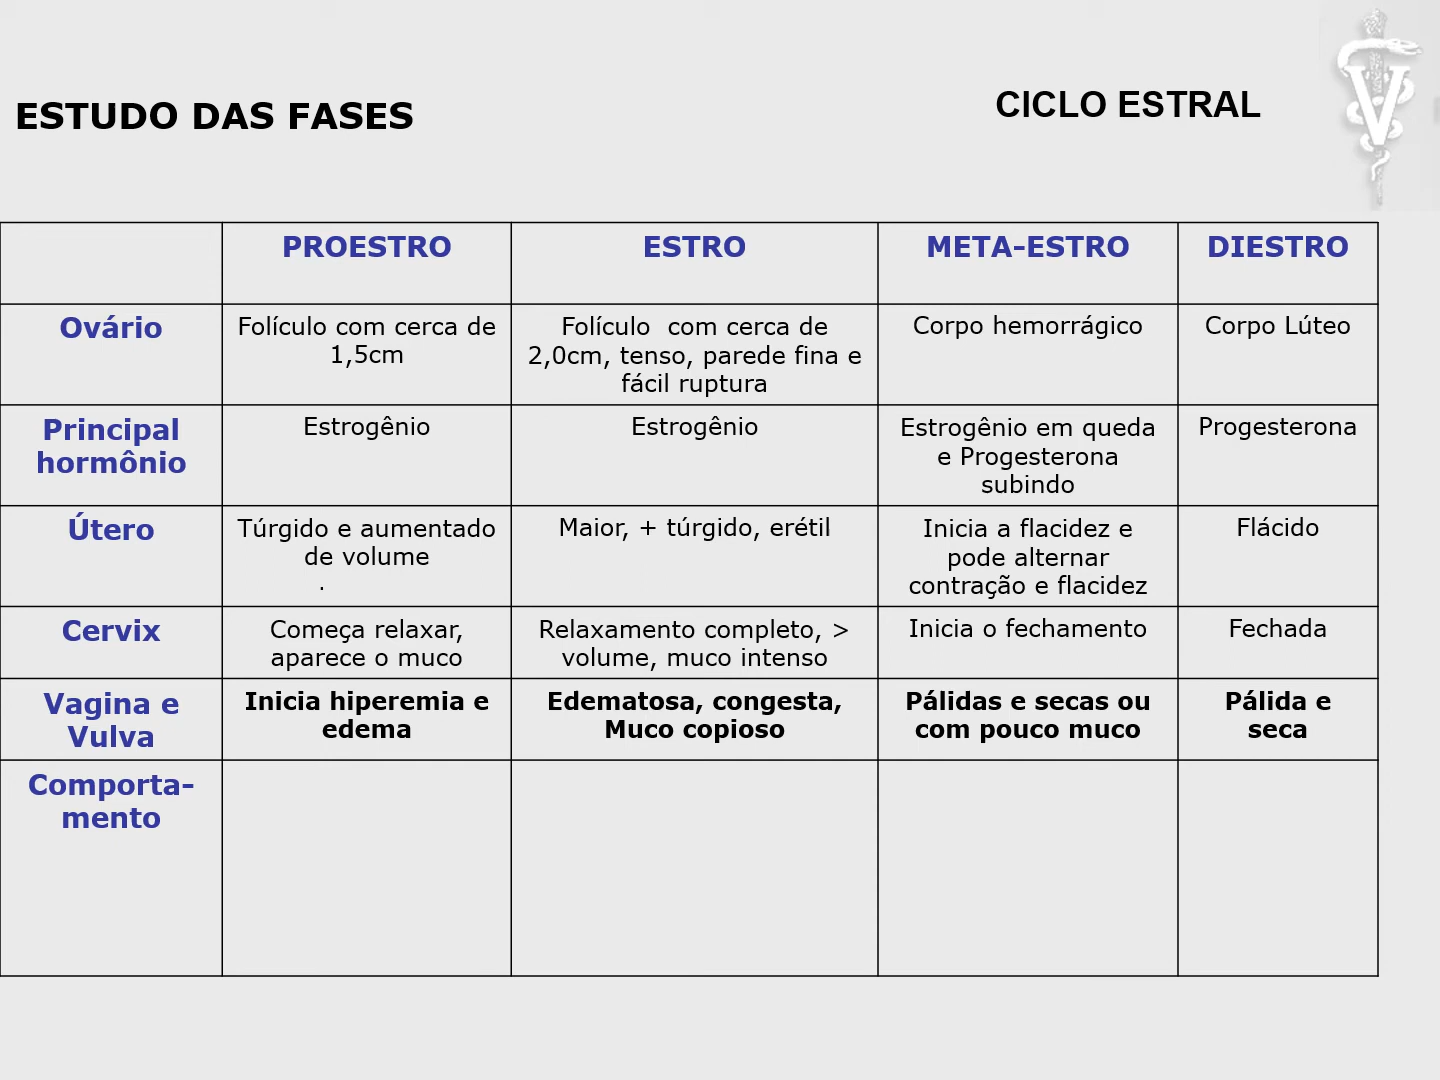 ESTUDO DAS FASES
CICLO ESTRAL
V
PROESTRO
ESTRO
META-ESTRO
DIESTRO
Ovário
Folículo com cerca de
1,5cm
Folículo  com cerca de
2,0cm, tenso, parede fina e
fácil ruptura
Corpo hemorrágico
Corpo Lúteo
Principal
hormônio
Estrogênio
Estrogênio
Estrogênio em queda
e Progesterona
subindo
Progesterona
Útero
Túrgido e aumentado
de volume
.
Maior, + túrgido, erétil
Inicia a flacidez e
pode alternar
contração e flacidez
Flácido
Cervix
Começa relaxar,
aparece o muco
Relaxamento completo, >
volume, muco intenso
Inicia o fechamento
Fechada
Vagina e
Vulva
Inicia hiperemia e
edema
Edematosa, congesta,
Muco copioso
Pálidas e secas ou
com pouco muco
Pálida e
seca
Comporta-
mento